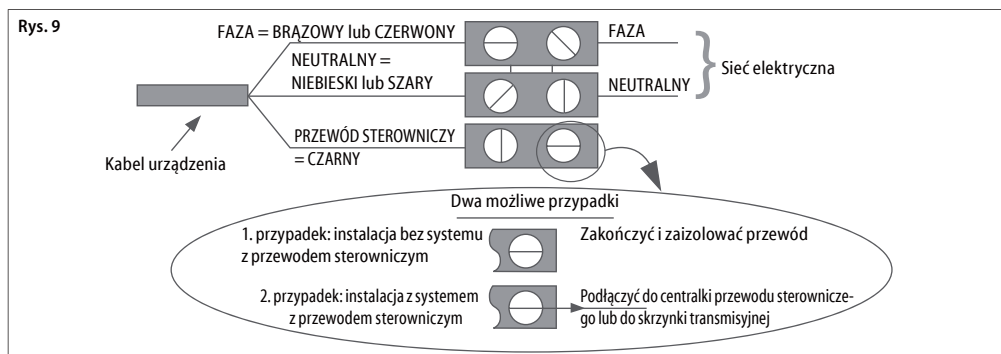 Rys. 9
FAZA = BRĄZOWY lub CZERWONY
FAZA
NEUTRALNY =
NIEBIESKI lub SZARY
NEUTRALNY
Sieć elektryczna
PRZEWÓD STEROWNICZY
= CZARNY
Kabel urządzenia
Dwa możliwe przypadki
1. przypadek: instalacja bez systemu
z przewodem sterowniczym
Zakończyć i zaizolować przewód
2. przypadek: instalacja z systemem
z przewodem sterowniczym
Podłączyć do centralki przewodu sterownicze-
go lub do skrzynki transmisyjnej